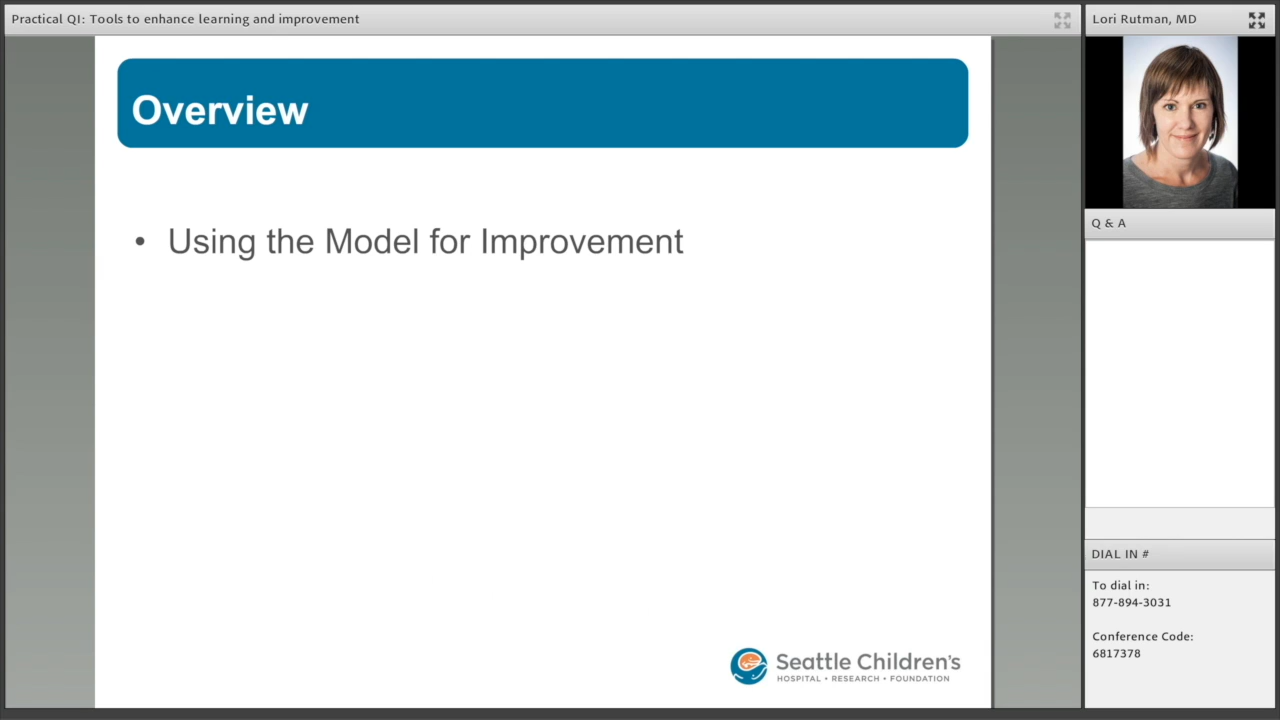 Practical QI: Tools to enhance learning and improvement
Overview
• Using the Model for Improvement
Seattle Children's
HOSPITAL • RESEARCH • FOUNDATION
Lori Rutman, MD
Q & A
DIAL IN #
To dial in:
877-894-3031
Conference Code:
6817378